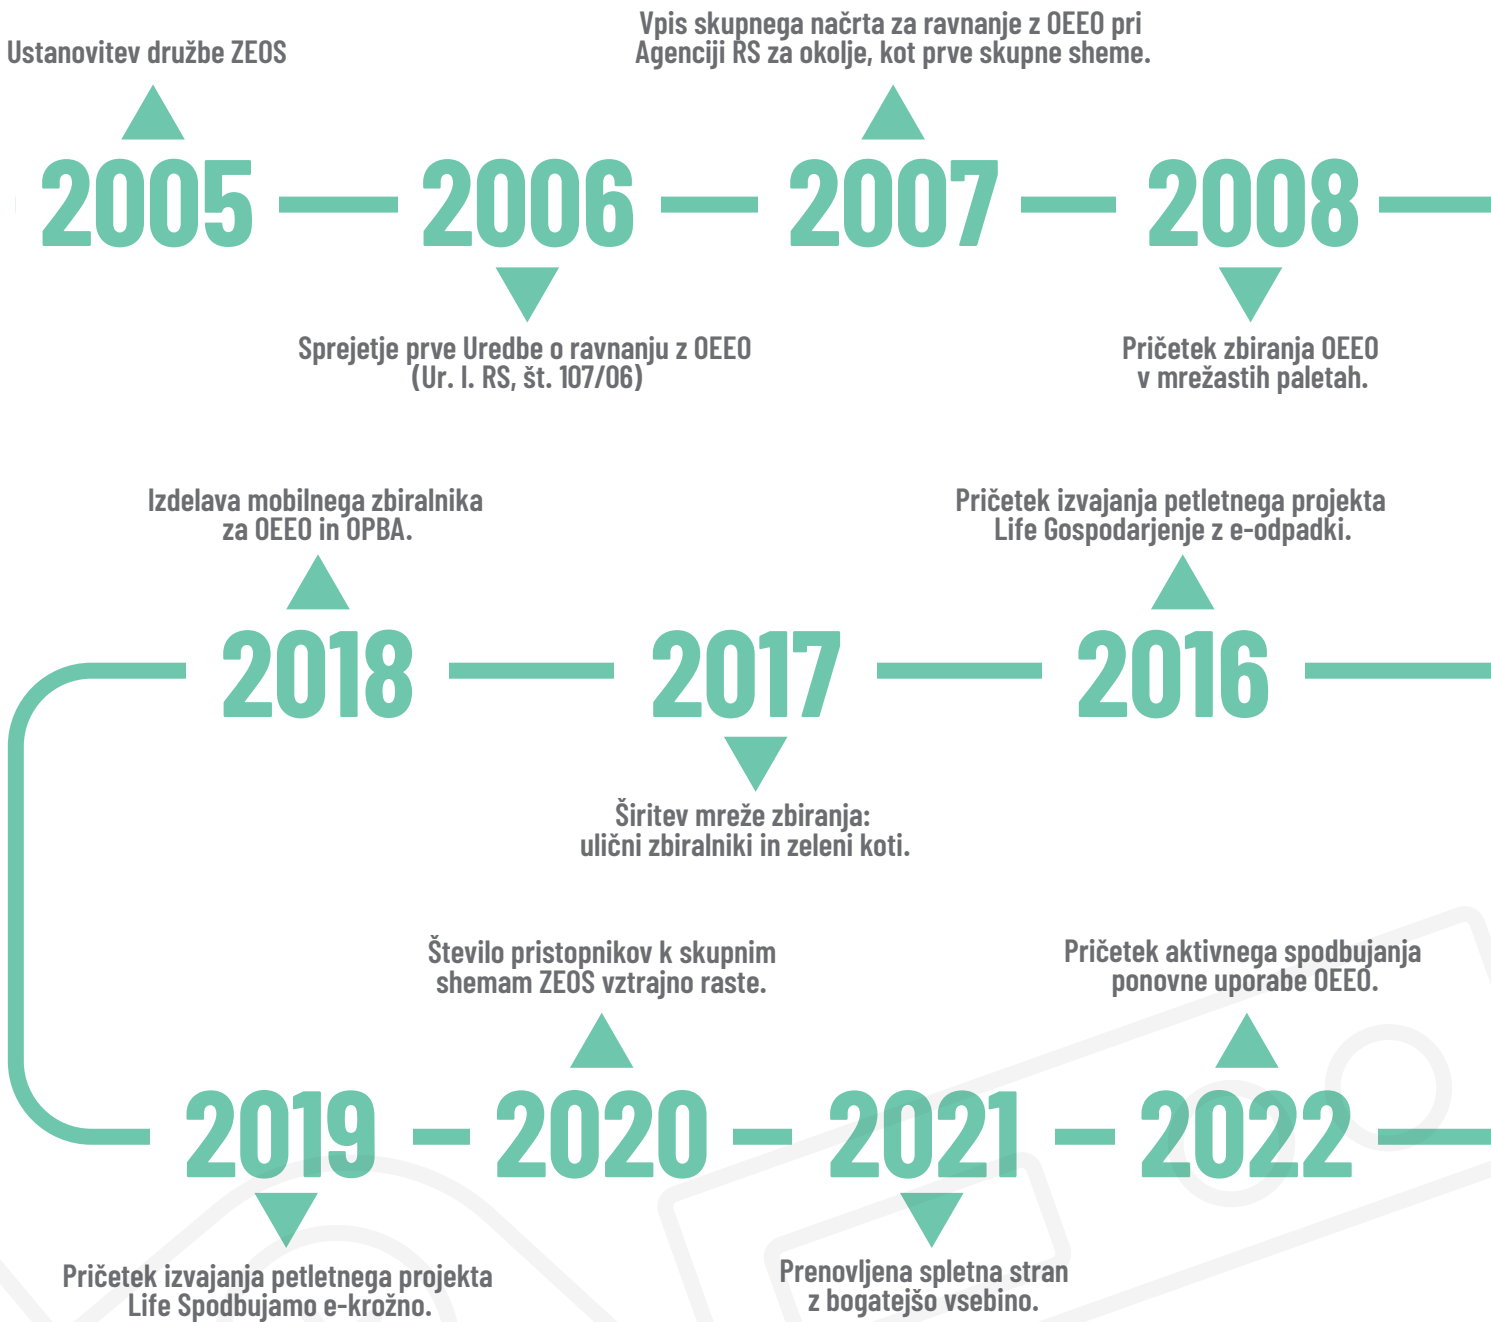 Ustanovitev družbe ZEOS
Vpis skupnega načrta za ravnanje z OEEO pri
Agenciji RS za okolje, kot prve skupne sheme.
2005
2006
2007
2008
Sprejetje prve Uredbe o ravnanju z OEEO
(Ur. l. RS, št. 107/06)
Pričetek zbiranja OEEO
v mrežastih paletah.
Izdelava mobilnega zbiralnika
za OEEO in OPBA.
Pričetek izvajanja petletnega projekta
Life Gospodarjenje z e-odpadki.
2018
2017
2016
Širitev mreže zbiranja:
ulični zbiralniki in zeleni koti.
Število pristopnikov k skupnim
shemam ZEOS vztrajno raste.
Pričetek aktivnega spodbujanja
ponovne uporabe OEEO.
2019
2020
2021
2022
Pričetek izvajanja petletnega projekta
Life Spodbujamo e-krožno.
Prenovljena spletna stran
z bogatejšo vsebino.